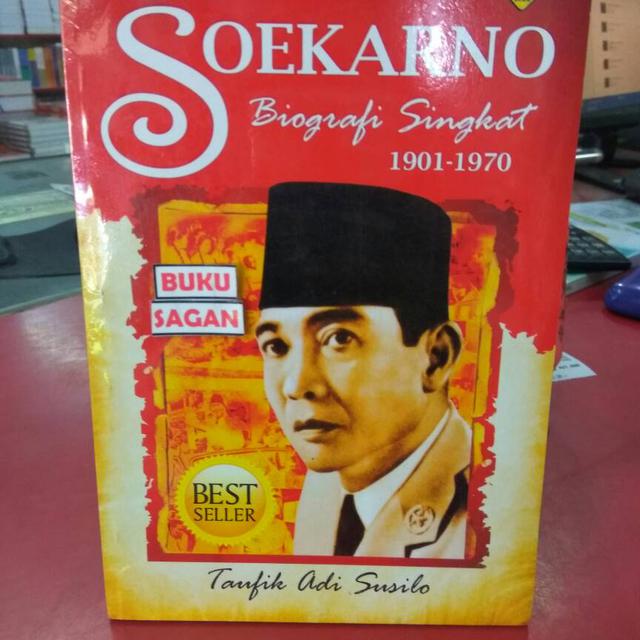 SOEKARNO
Biografi Singkat
1901-1970
BUKU
SAGAN
BEST
SELLER
Taufik Adi Susilo